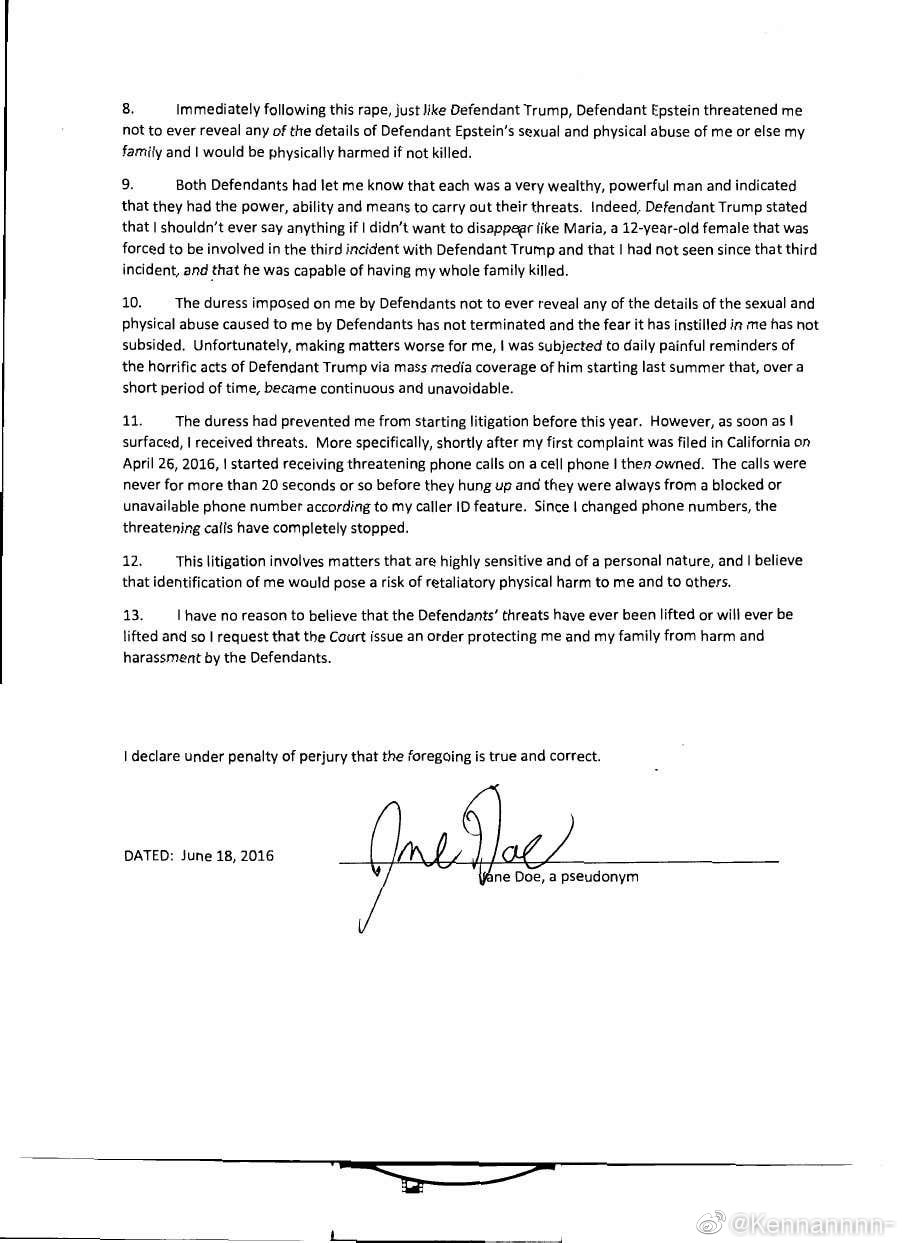 8. Immediately following this rape, just like Defendant Trump, Defendant Epstein threatened me
not to ever reveal any of the details of Defendant Epstein's sexual and physical abuse of me or else my
family and I would be physically harmed if not killed.
9. Both Defendants had let me know that each was a very wealthy, powerful man and indicated
that they had the power, ability and means to carry out their threats. Indeed, Defendant Trump stated
that I shouldn't ever say anything if I didn't want to disappear like Maria, a 12-year-old female that was
forced to be involved in the third incident with Defendant Trump and that I had not seen since that third
incident, and that he was capable of having my whole family killed.
10. The duress imposed on me by Defendants not to ever reveal any of the details of the sexual and
physical abuse caused to me by Defendants has not terminated and the fear it has instilled in me has not
subsided. Unfortunately, making matters worse for me, I was subjected to daily painful reminders of
the horrific acts of Defendant Trump via mass media coverage of him starting last summer that, over a
short period of time, became continuous and unavoidable.
11. The duress had prevented me from starting litigation before this year. However, as soon as I
surfaced, I received threats. More specifically, shortly after my first complaint was filed in California on
April 26, 2016, I started receiving threatening phone calls on a cell phone I then owned. The calls were
never for more than 20 seconds or so before they hung up and they were always from a blocked or
unavailable phone number according to my caller ID feature. Since I changed phone numbers, the
threatening calls have completely stopped.
12. This litigation involves matters that are highly sensitive and of a personal nature, and I believe
that identification of me would pose a risk of retaliatory physical harm to me and to others.
13. I have no reason to believe that the Defendants' threats have ever been lifted or will ever be
lifted and so I request that the Court issue an order protecting me and my family from harm and
harassment by the Defendants.
I declare under penalty of perjury that the foregoing is true and correct.
Jane Doe
DATED: June 18, 2016
Jane Doe, a pseudonym
@Kennannnn-